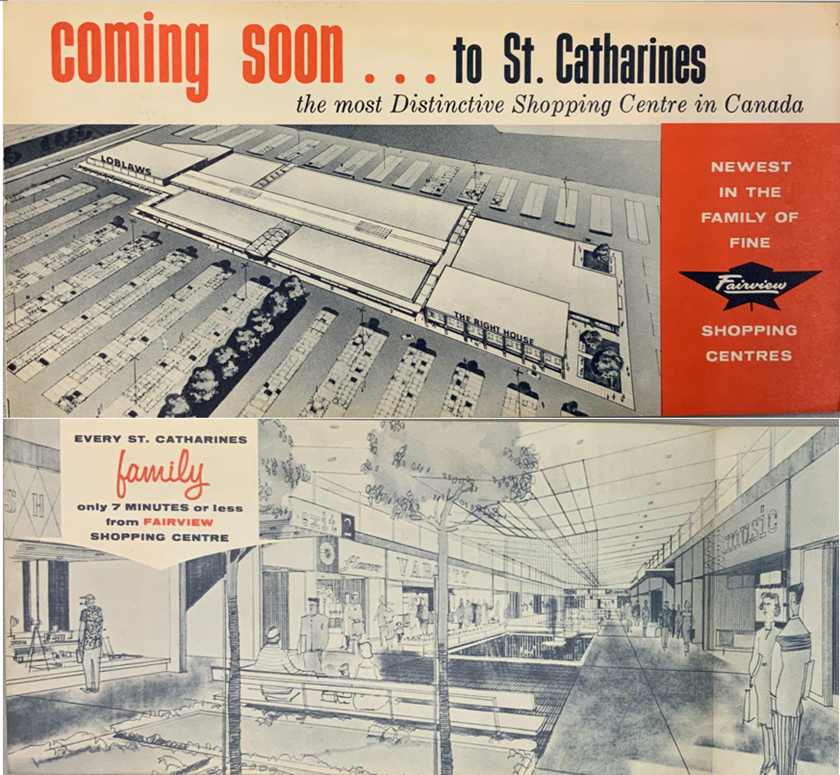 coming soon... to St. Catharines
the most Distinctive Shopping Centre in Canada
LOBLAWS
THE RIGHT HOUSE
NEWEST
IN THE
FAMILY OF
FINE
Fairview
SHOPPING
CENTRES
EVERY ST. CATHARINES
family
only 7 MINUTES or less
from FAIRVIEW
SHOPPING CENTRE
SH
music